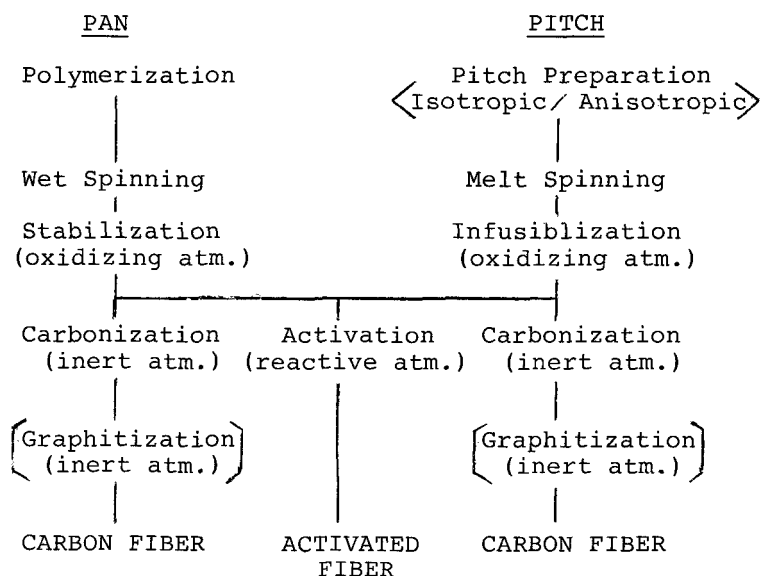 PAN PITCH
Polymerization Pitch Preparation
<Isotropic/ Anisotropic>
Wet Spinning Melt Spinning
Stabilization Infusiblization
(oxidizing atm.) (oxidizing atm.)
Carbonization Activation Carbonization
(inert atm.) (reactive atm.) (inert atm.)
[Graphitization [Graphitization
(inert atm.)] (inert atm.)]
CARBON FIBER ACTIVATED CARBON FIBER
FIBER